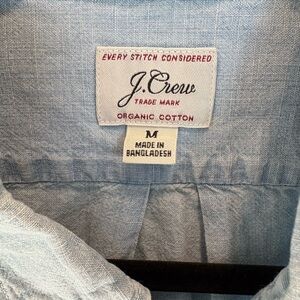 EVERY STITCH CONSIDERED
J.Crew
TRADE MARK
ORGANIC COTTON
M
MADE IN
BANGLADESH